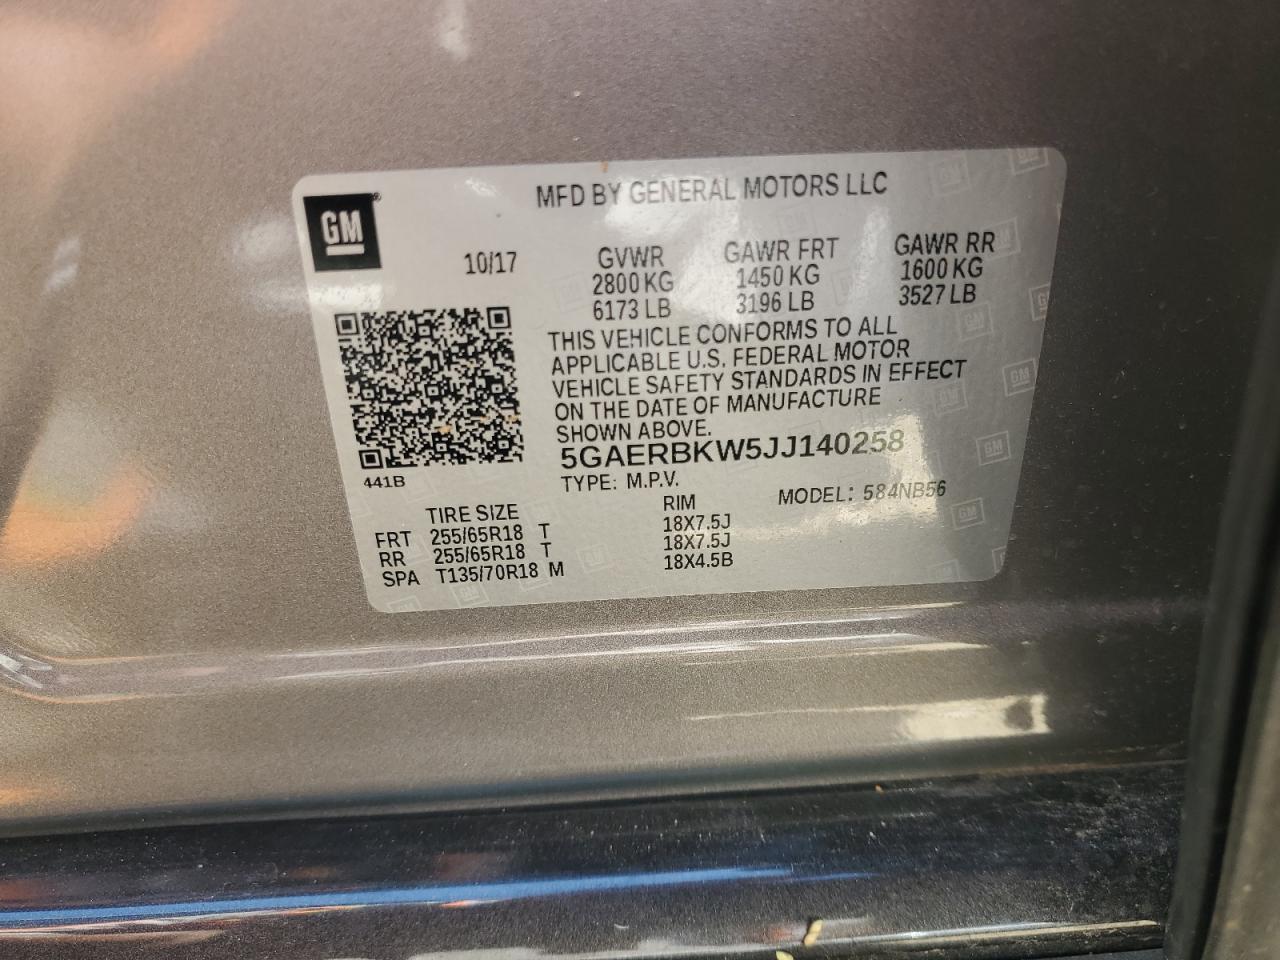 MFD BY GENERAL MOTORS LLC
GM
10/17
GVWR GAWR FRT GAWR RR
2800 KG 1450 KG 1600 KG
6173 LB 3196 LB 3527 LB
THIS VEHICLE CONFORMS TO ALL
APPLICABLE U.S. FEDERAL MOTOR
VEHICLE SAFETY STANDARDS IN EFFECT
ON THE DATE OF MANUFACTURE
SHOWN ABOVE.
5GAERBKW5JJ140258
441B
TYPE: M.P.V. MODEL: 584NB56
TIRE SIZE RIM
FRT 255/65R18 T 18X7.5J
RR 255/65R18 T 18X7.5J
SPA T135/70R18 M 18X4.5B